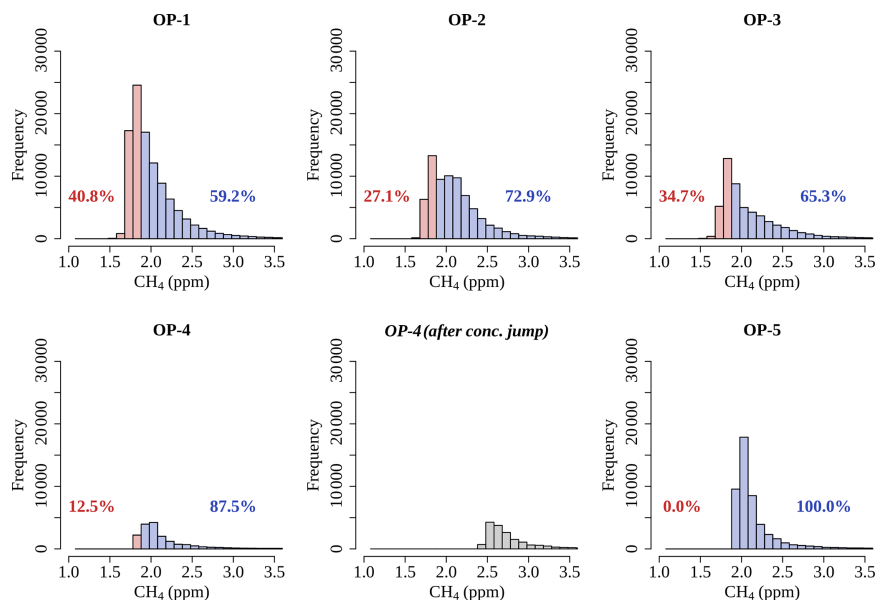 OP-1
30000
20000
10000
0
Frequency
40.8%
59.2%
1.0 1.5 2.0 2.5 3.0 3.5
CH₄ (ppm)
OP-2
30000
20000
10000
0
Frequency
27.1%
72.9%
1.0 1.5 2.0 2.5 3.0 3.5
CH₄ (ppm)
OP-3
30000
20000
10000
0
Frequency
34.7%
65.3%
1.0 1.5 2.0 2.5 3.0 3.5
CH₄ (ppm)
OP-4
30000
20000
10000
0
Frequency
12.5%
87.5%
1.0 1.5 2.0 2.5 3.0 3.5
CH₄ (ppm)
OP-4 (after conc. jump)
30000
20000
10000
0
Frequency
1.0 1.5 2.0 2.5 3.0 3.5
CH₄ (ppm)
OP-5
30000
20000
10000
0
Frequency
0.0%
100.0%
1.0 1.5 2.0 2.5 3.0 3.5
CH₄ (ppm)